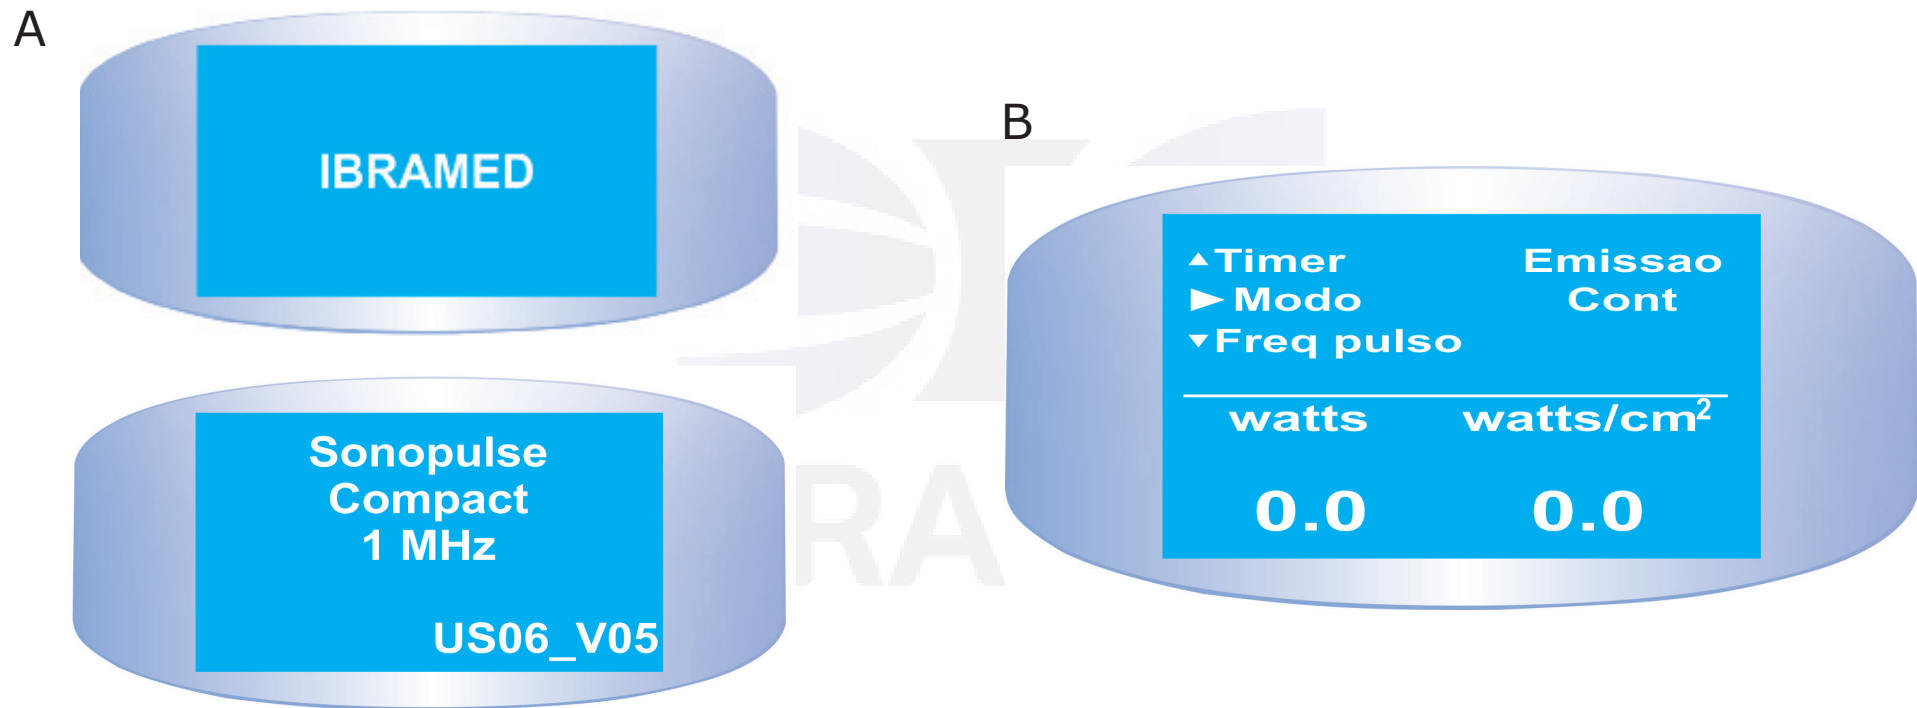 A
IBRAMED
Sonopulse
Compact
1 MHz
US06_V05
B
Timer Emissao
Modo Cont
Freq pulso
watts watts/cm²
0.0 0.0
RA